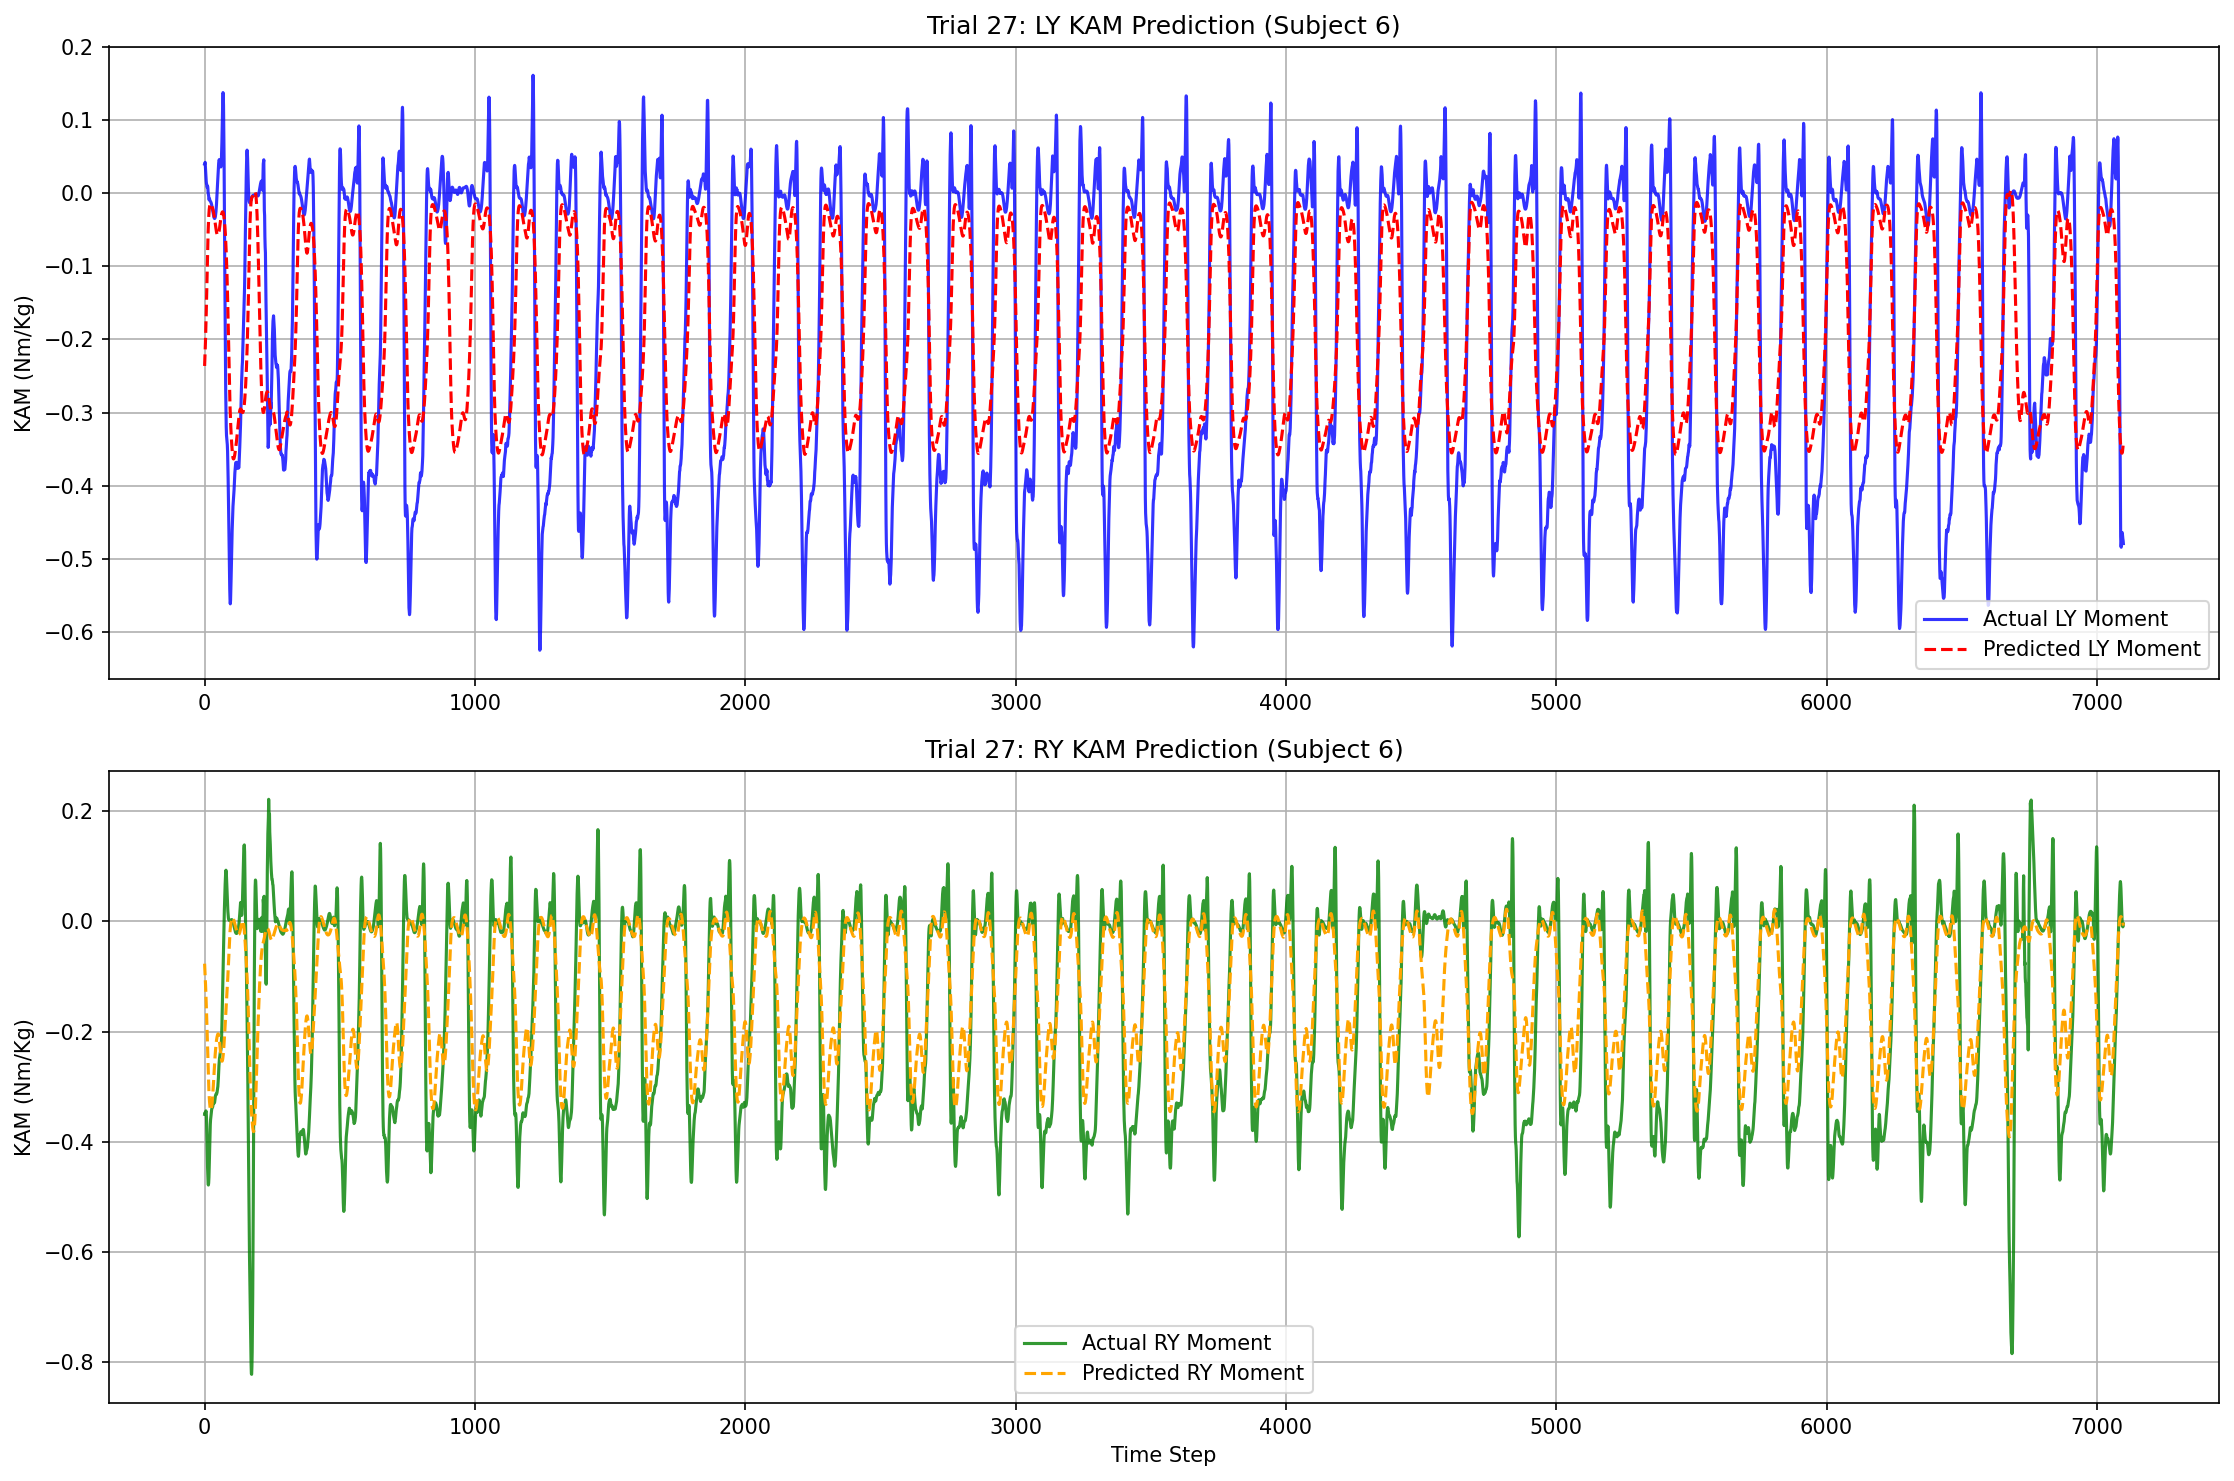 Trial 27: LY KAM Prediction (Subject 6)
KAM (Nm/Kg)
0.2
0.1
0.0
−0.1
−0.2
−0.3
−0.4
−0.5
−0.6
Actual LY Moment
Predicted LY Moment
0 1000 2000 3000 4000 5000 6000 7000
Trial 27: RY KAM Prediction (Subject 6)
KAM (Nm/Kg)
0.2
0.0
−0.2
−0.4
−0.6
−0.8
Actual RY Moment
Predicted RY Moment
0 1000 2000 3000 4000 5000 6000 7000
Time Step